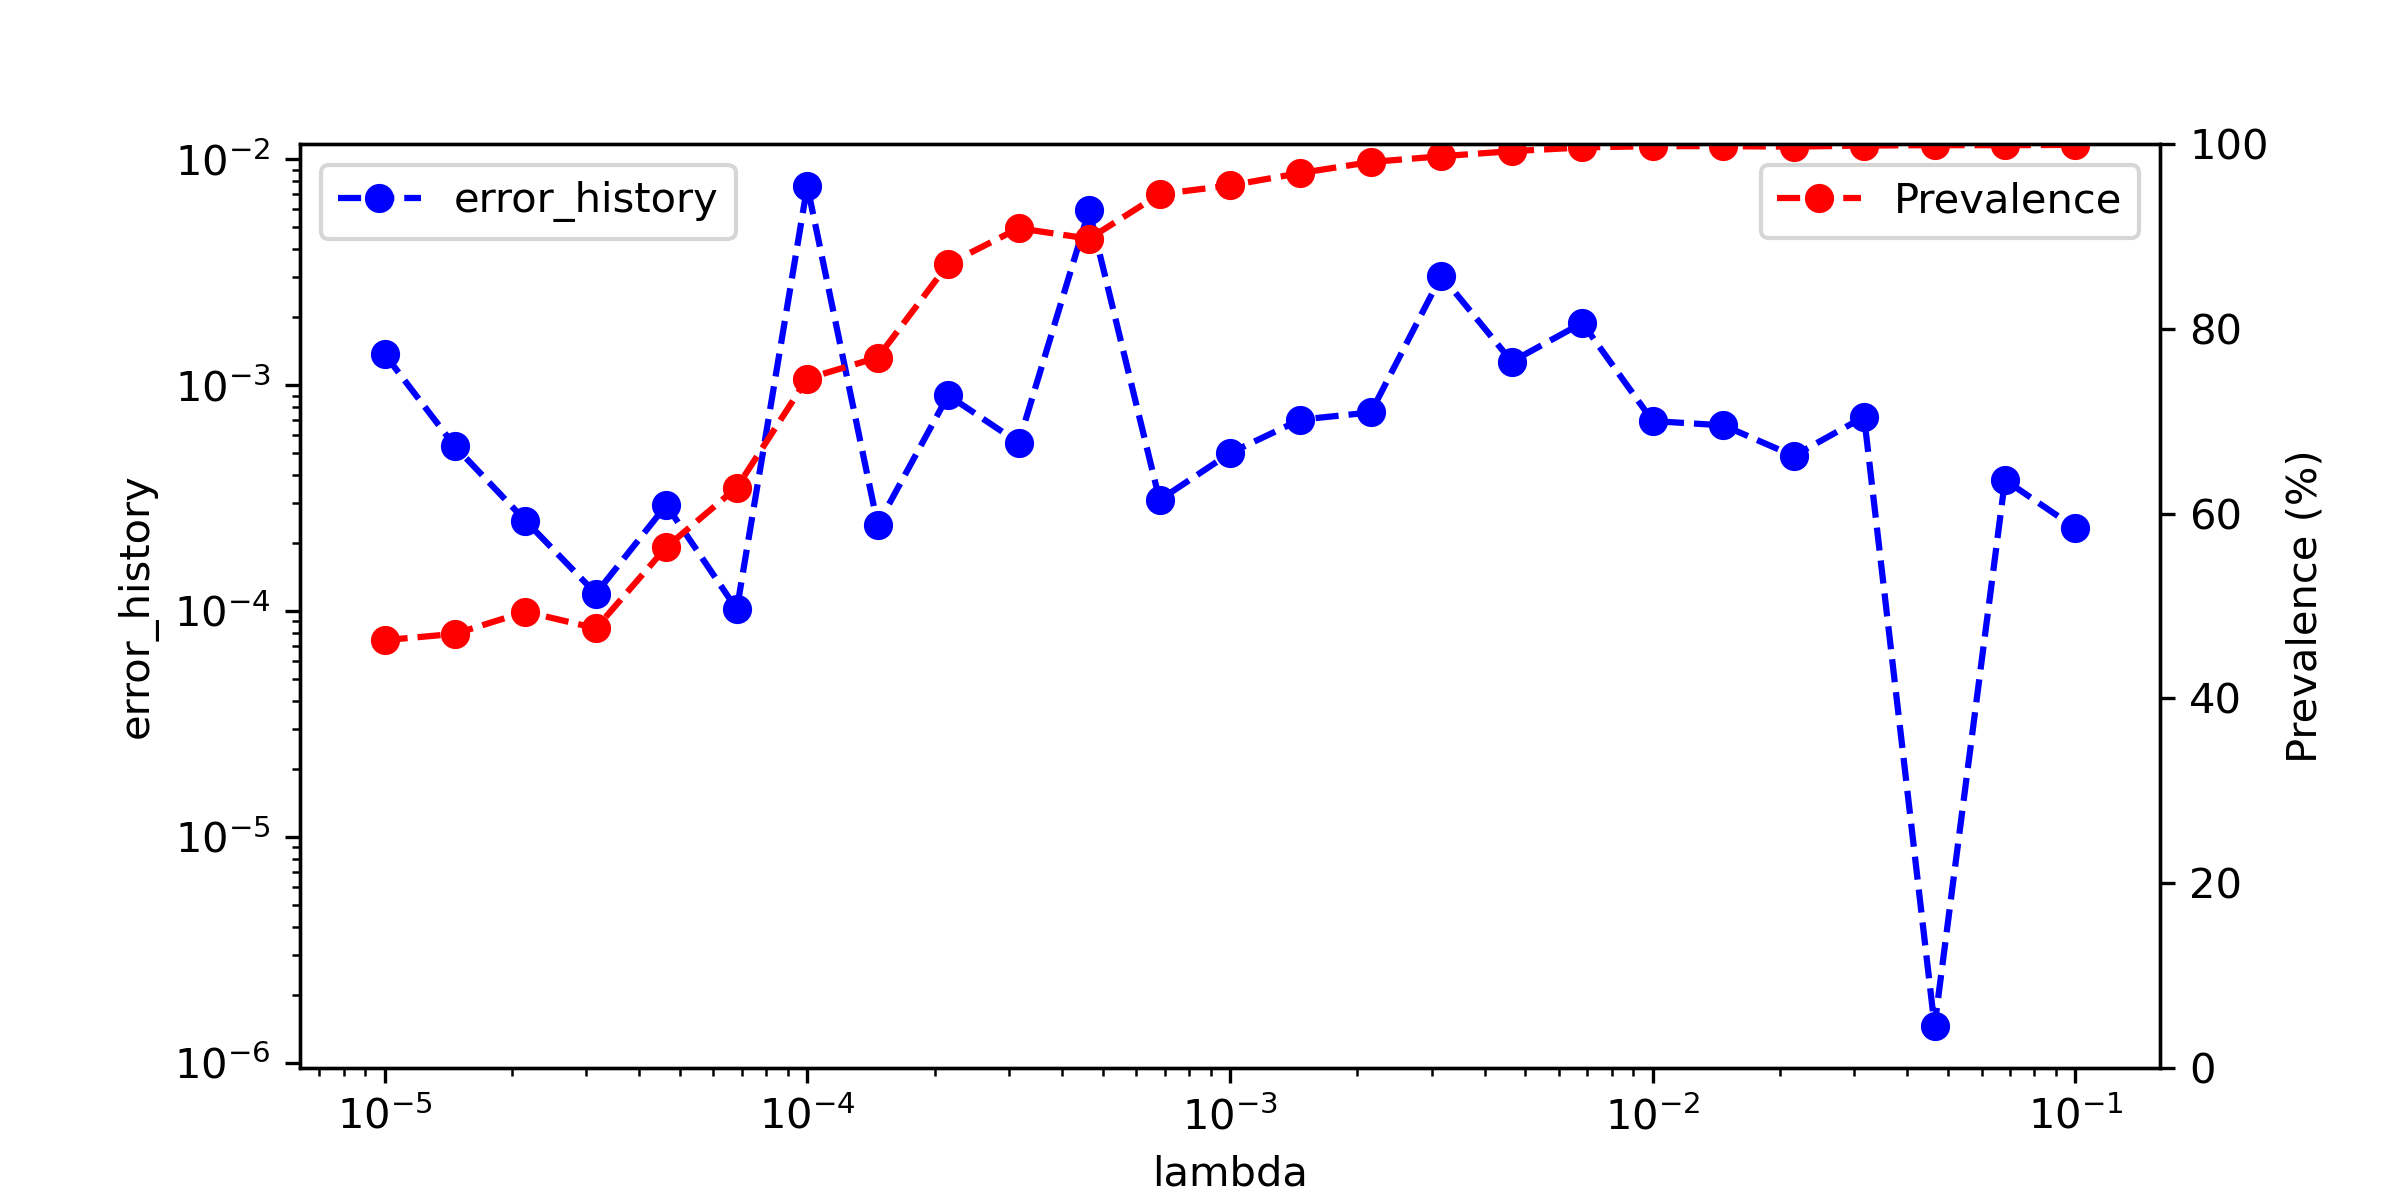 error_history
Prevalence
10⁻²
10⁻³
10⁻⁴
10⁻⁵
10⁻⁶
error_history
100
80
60
40
20
0
Prevalence (%)
10⁻⁵ 10⁻⁴ 10⁻³ 10⁻² 10⁻¹
lambda